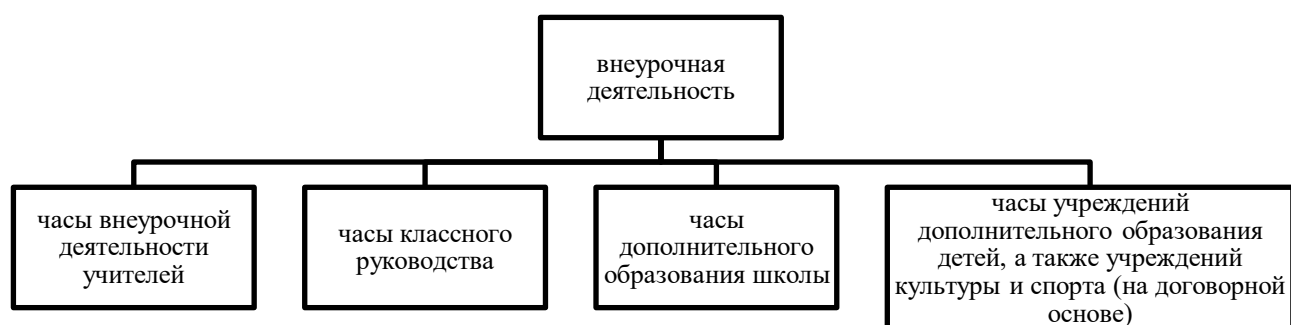 внеурочная
деятельность
часы внеурочной
деятельности
учителей
часы классного
руководства
часы
дополнительного
образования школы
часы учреждений
дополнительного образования
детей, а также учреждений
культуры и спорта (на договорной
основе)